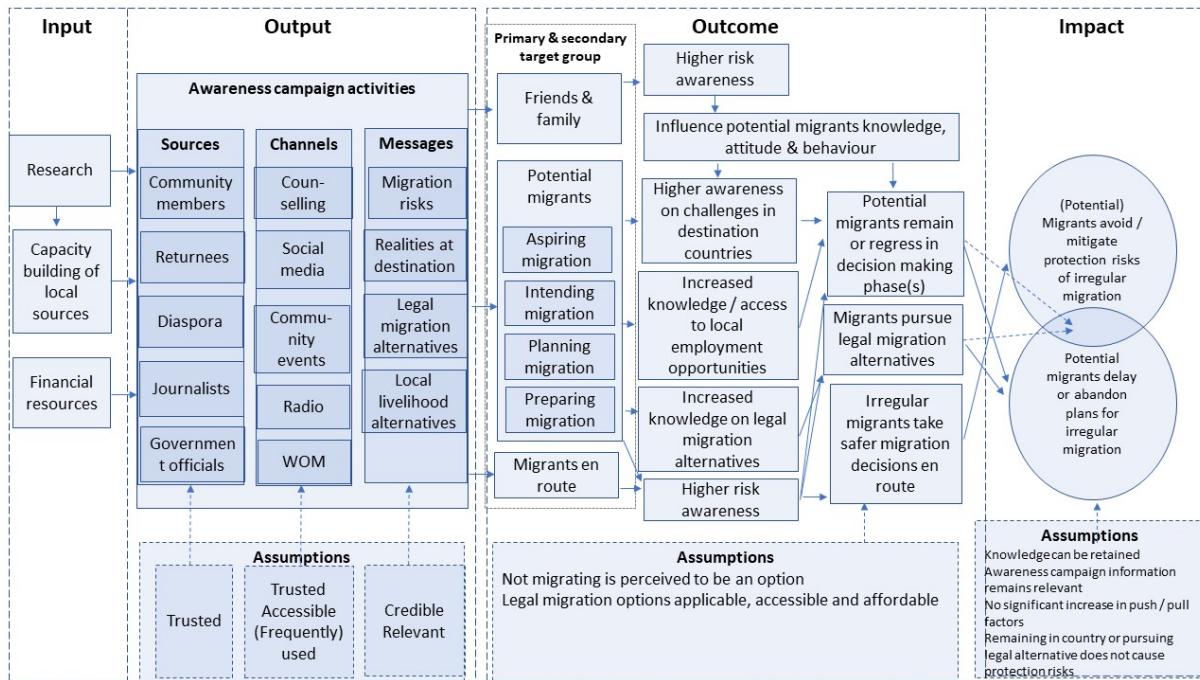 Input
Output
Outcome
Impact
Research
Capacity
building of
local
sources
Financial
resources
Awareness campaign activities
Sources
Community
members
Returnees
Diaspora
Journalists
Governmen
t officials
Channels
Coun-
selling
Social
media
Commu-
nity
events
Radio
WOM
Messages
Migration
risks
Realities at
destination
Legal
migration
alternatives
Local
livelihood
alternatives
Assumptions
Trusted
Trusted
Accessible
(Frequently)
used
Credible
Relevant
Primary & secondary
target group
Friends &
family
Potential
migrants
Aspiring
migration
Intending
migration
Planning
migration
Preparing
migration
Migrants en
route
Higher risk
awareness
Influence potential migrants knowledge,
attitude & behaviour
Higher awareness
on challenges in
destination
countries
Increased
knowledge / access
to local
employment
opportunities
Increased
knowledge on legal
migration
alternatives
Higher risk
awareness
Potential
migrants remain
or regress in
decision making
phase(s)
Migrants pursue
legal migration
alternatives
Irregular
migrants take
safer migration
decisions en
route
Assumptions
Not migrating is perceived to be an option
Legal migration options applicable, accessible and affordable
(Potential)
Migrants avoid /
mitigate
protection risks
of irregular
migration
Potential
migrants delay
or abandon
plans for
irregular
migration
Assumptions
Knowledge can be retained
Awareness campaign information
remains relevant
No significant increase in push / pull
factors
Remaining in country or pursuing
legal alternative does not cause
protection risks